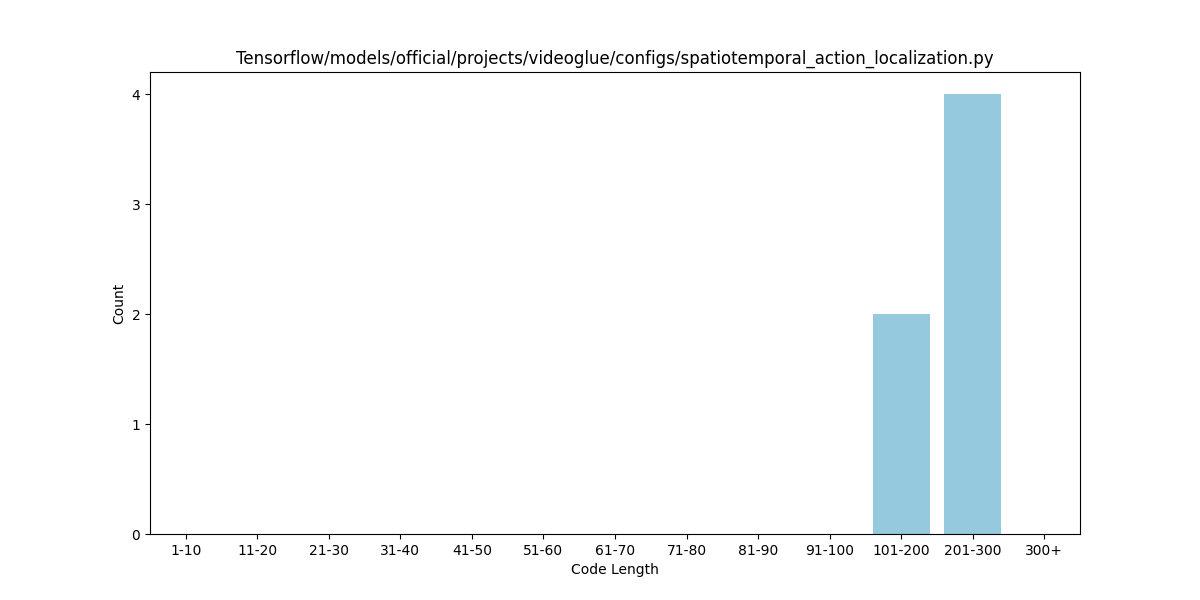 Tensorflow/models/official/projects/videoglue/configs/spatiotemporal_action_localization.py
4
3
2
1
0
Count
1-10 11-20 21-30 31-40 41-50 51-60 61-70 71-80 81-90 91-100 101-200 201-300 300+
Code Length